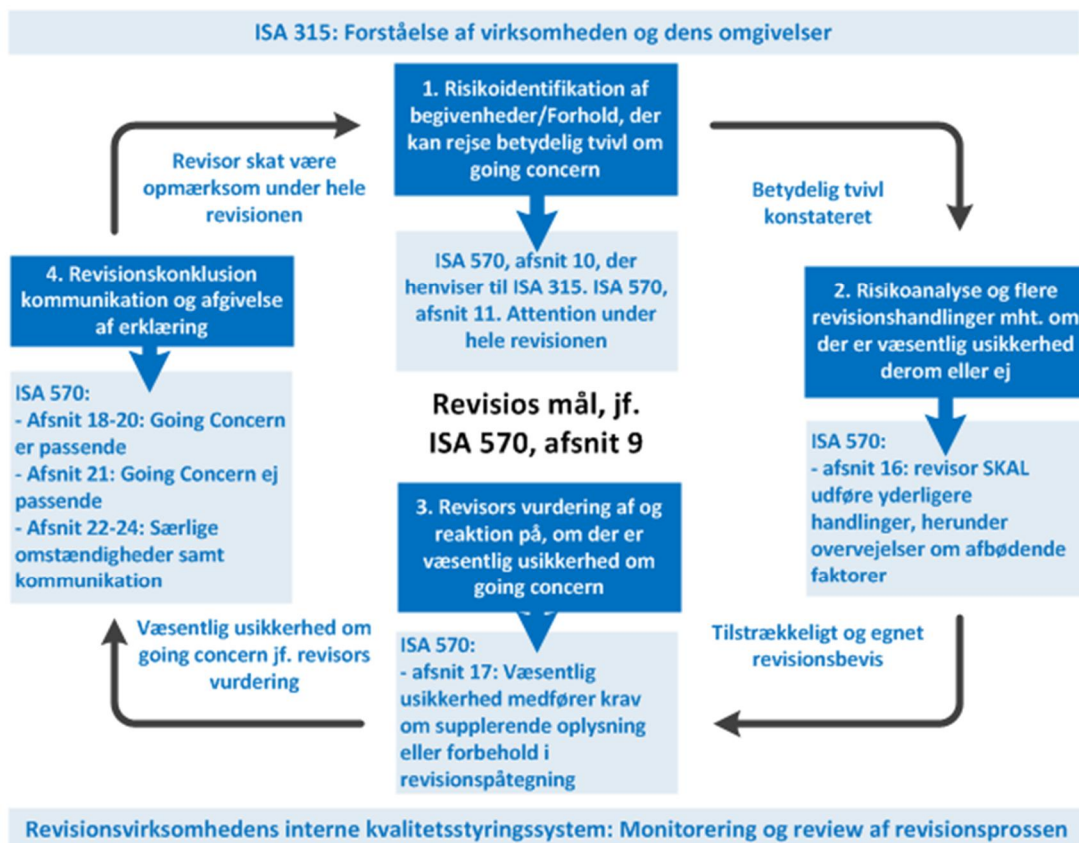 ISA 315: Forståelse af virksomheden og dens omgivelser
1. Risikoidentifikation af
begivenheder/Forhold, der
kan rejse betydelig tvivl om
going concern
Revisor skat være
opmærksom under hele
revisionen
Betydelig tvivl
konstateret
ISA 570, afsnit 10, der
henviser til ISA 315. ISA 570,
afsnit 11. Attention under
hele revisionen
4. Revisionskonklusion
kommunikation og afgivelse
af erklæring
2. Risikoanalyse og flere
revisionshandlinger mht. om
der er væsentlig usikkerhed
derom eller ej
ISA 570:
- Afsnit 18-20: Going Concern
er passende
- Afsnit 21: Going Concern ej
passende
- Afsnit 22-24: Særlige
omstændigheder samt
kommunikation
Revisios mål, jf.
ISA 570, afsnit 9
ISA 570:
- afsnit 16: revisor SKAL
udføre yderligere
handlinger, herunder
overvejelser om afbødende
faktorer
3. Revisors vurdering af og
reaktion på, om der er
væsentlig usikkerhed om
going concern
Væsentlig usikkerhed om
going concern jf. revisors
vurdering
Tilstrækkeligt og egnet
revisionsbevis
ISA 570:
- afsnit 17: Væsentlig
usikkerhed medfører krav
om supplerende oplysning
eller forbehold i
revisionspåtegning
Revisionsvirksomhedens interne kvalitetsstyringssystem: Monitorering og review af revisionsprossen